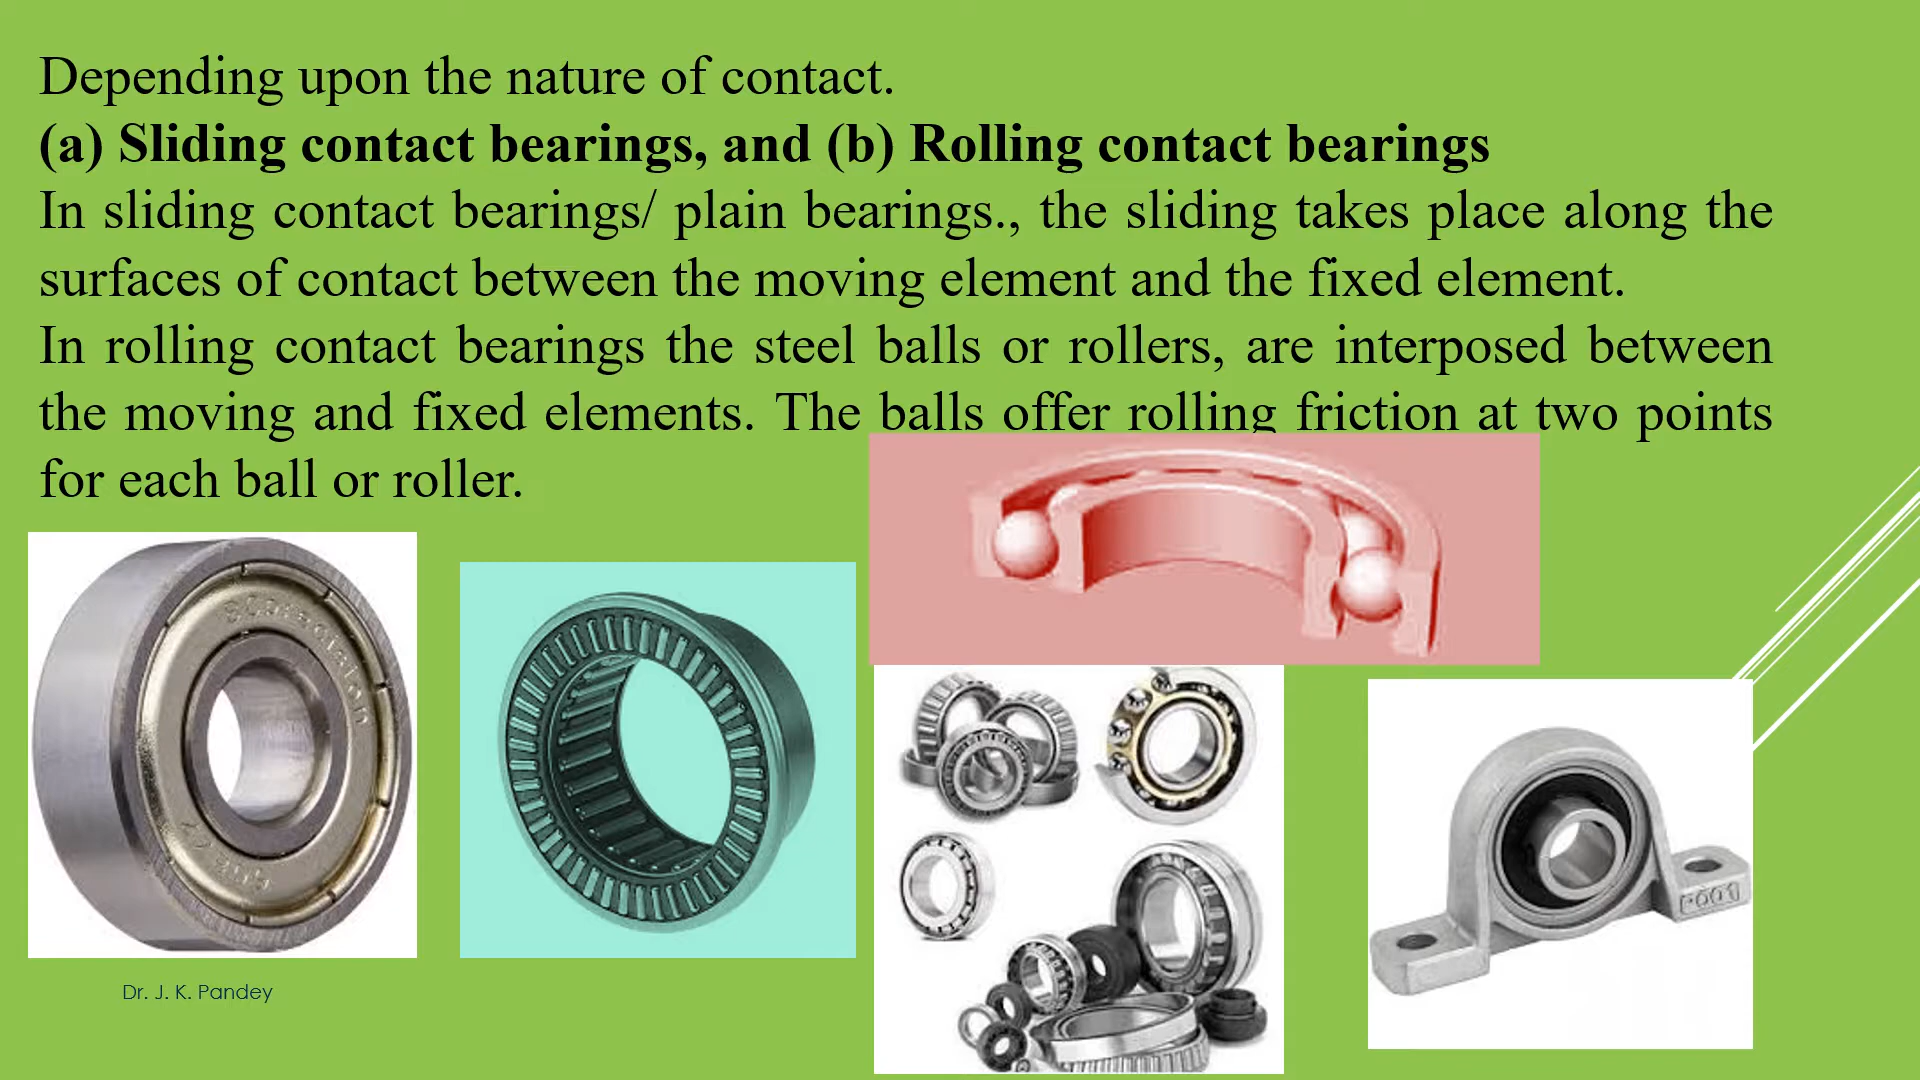 Depending upon the nature of contact.
(a) Sliding contact bearings, and (b) Rolling contact bearings
In sliding contact bearings/ plain bearings., the sliding takes place along the
surfaces of contact between the moving element and the fixed element.
In rolling contact bearings the steel balls or rollers, are interposed between
the moving and fixed elements. The balls offer rolling friction at two points
for each ball or roller.
Dr. J. K. Pandey